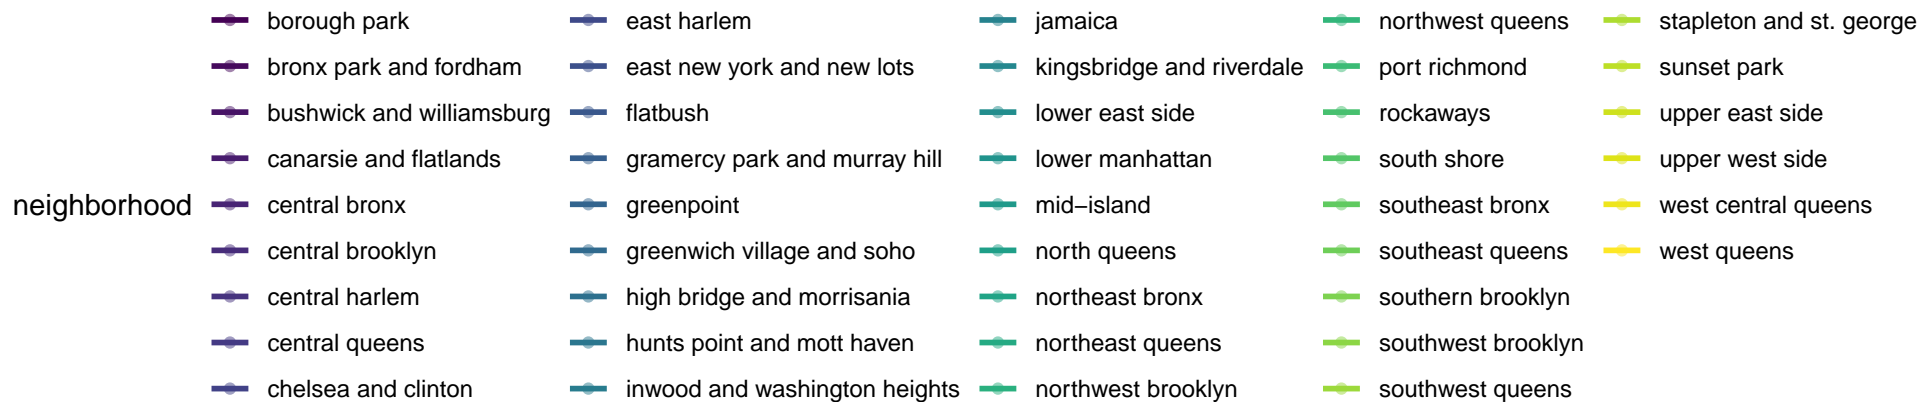 neighborhood
borough park
bronx park and fordham
bushwick and williamsburg
canarsie and flatlands
central bronx
central brooklyn
central harlem
central queens
chelsea and clinton
east harlem
east new york and new lots
flatbush
gramercy park and murray hill
greenpoint
greenwich village and soho
high bridge and morrisania
hunts point and mott haven
inwood and washington heights
jamaica
kingsbridge and riverdale
lower east side
lower manhattan
mid−island
north queens
northeast bronx
northeast queens
northwest brooklyn
northwest queens
port richmond
rockaways
south shore
southeast bronx
southeast queens
southern brooklyn
southwest brooklyn
southwest queens
stapleton and st. george
sunset park
upper east side
upper west side
west central queens
west queens